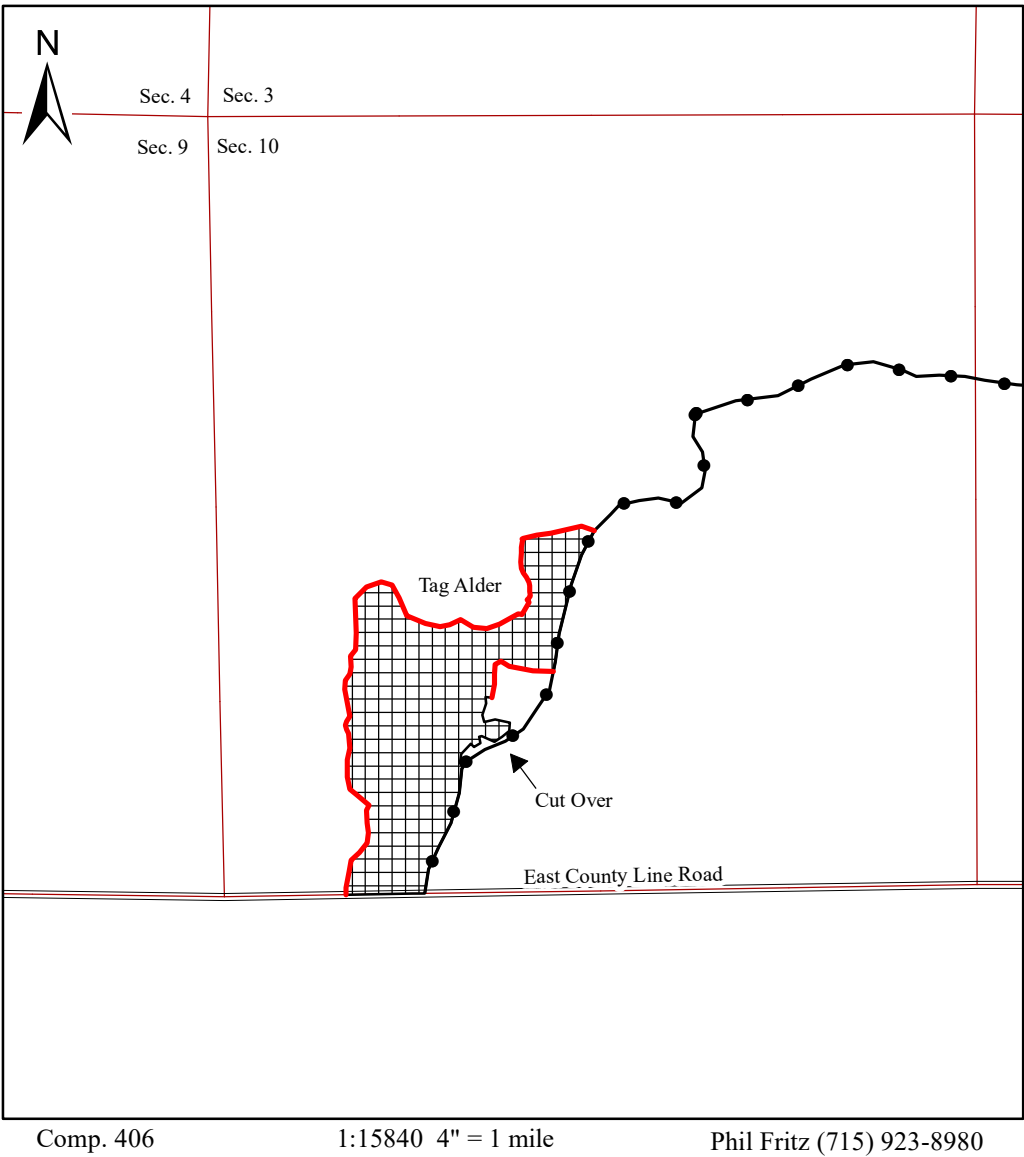 N
Sec. 4 Sec. 3
Sec. 9 Sec. 10
Tag Alder
Cut Over
East County Line Road
Comp. 406 1:15840 4" = 1 mile Phil Fritz (715) 923-8980